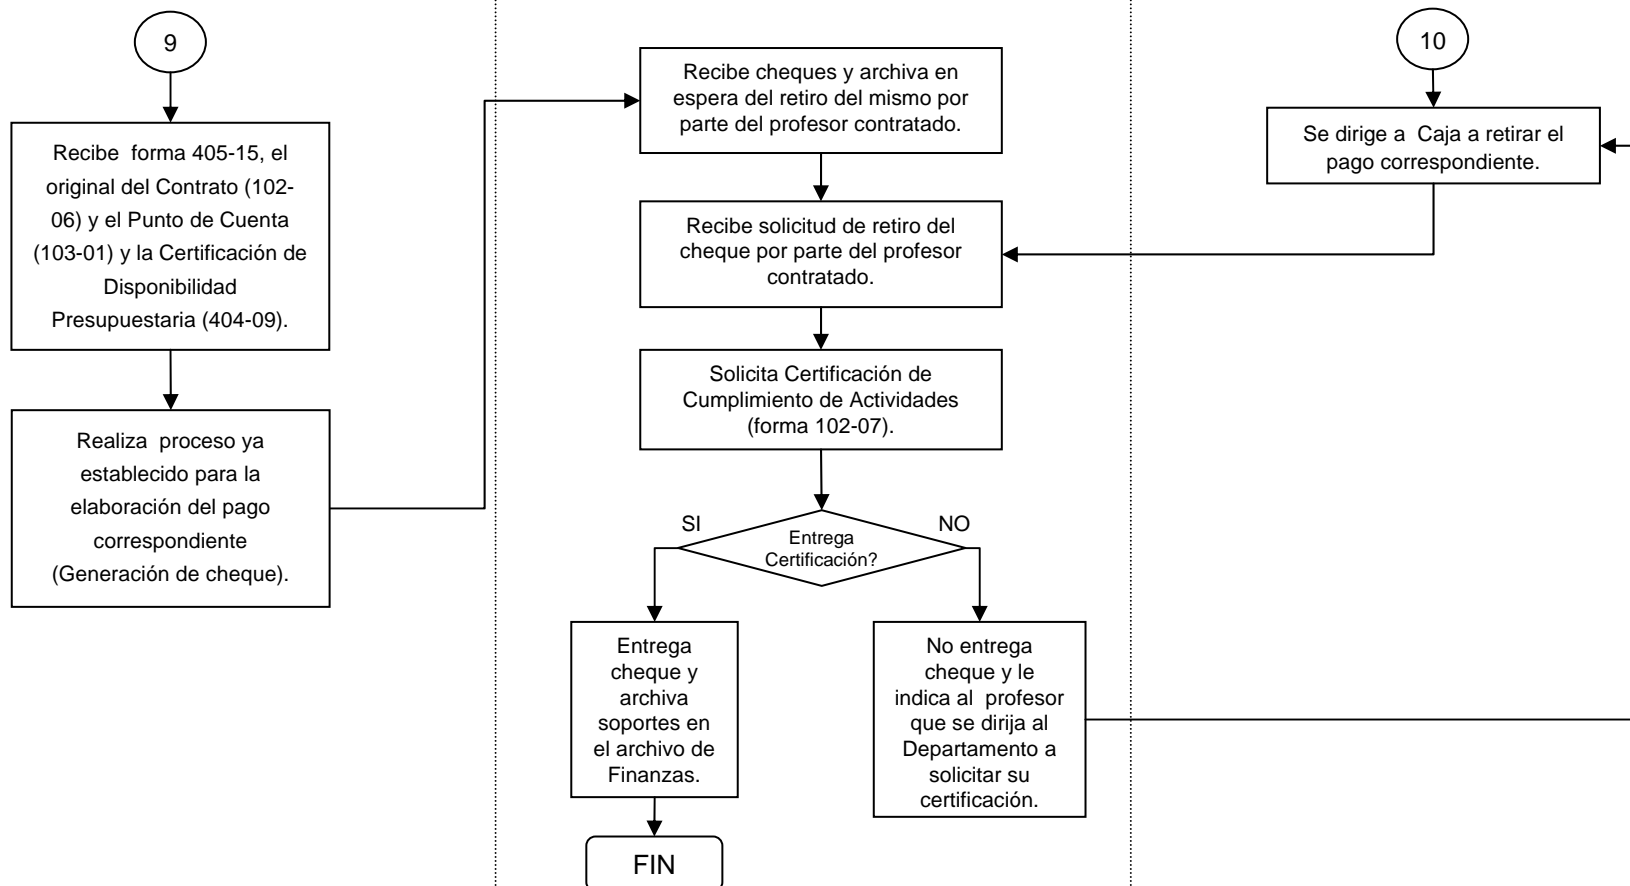 9
Recibe forma 405-15, el
original del Contrato (102-
06) y el Punto de Cuenta
(103-01) y la Certificación de
Disponibilidad
Presupuestaria (404-09).
Realiza proceso ya
establecido para la
elaboración del pago
correspondiente
(Generación de cheque).
Recibe cheques y archiva en
espera del retiro del mismo por
parte del profesor contratado.
Recibe solicitud de retiro del
cheque por parte del profesor
contratado.
Solicita Certificación de
Cumplimiento de Actividades
(forma 102-07).
SI
NO
Entrega
Certificación?
Entrega
cheque y
archiva
soportes en
el archivo de
Finanzas.
No entrega
cheque y le
indica al profesor
que se dirija al
Departamento a
solicitar su
certificación.
FIN
10
Se dirige a Caja a retirar el
pago correspondiente.